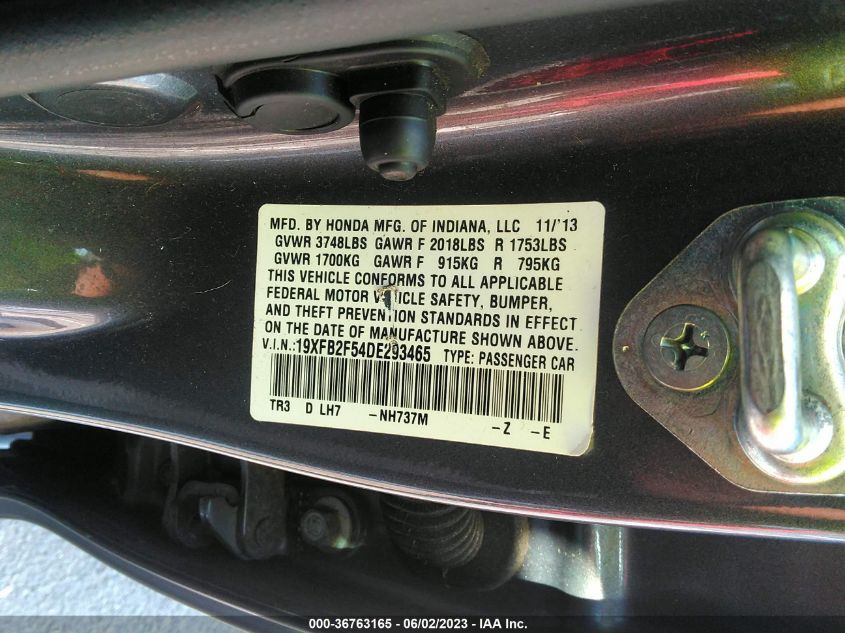 MFD. BY HONDA MFG. OF INDIANA, LLC 11/'13
GVWR 3748LBS GAWR F 2018LBS R 1753LBS
GVWR 1700KG GAWR F 915KG R 795KG
THIS VEHICLE CONFORMS TO ALL APPLICABLE
FEDERAL MOTOR VEHICLE SAFETY, BUMPER,
AND THEFT PREVENTION STANDARDS IN EFFECT
ON THE DATE OF MANUFACTURE SHOWN ABOVE.
V.I.N.:19XFB2F54DE293465 TYPE: PASSENGER CAR
TR3 D LH7 -NH737M -Z -E
000-36763165 - 06/02/2023 - IAA Inc.